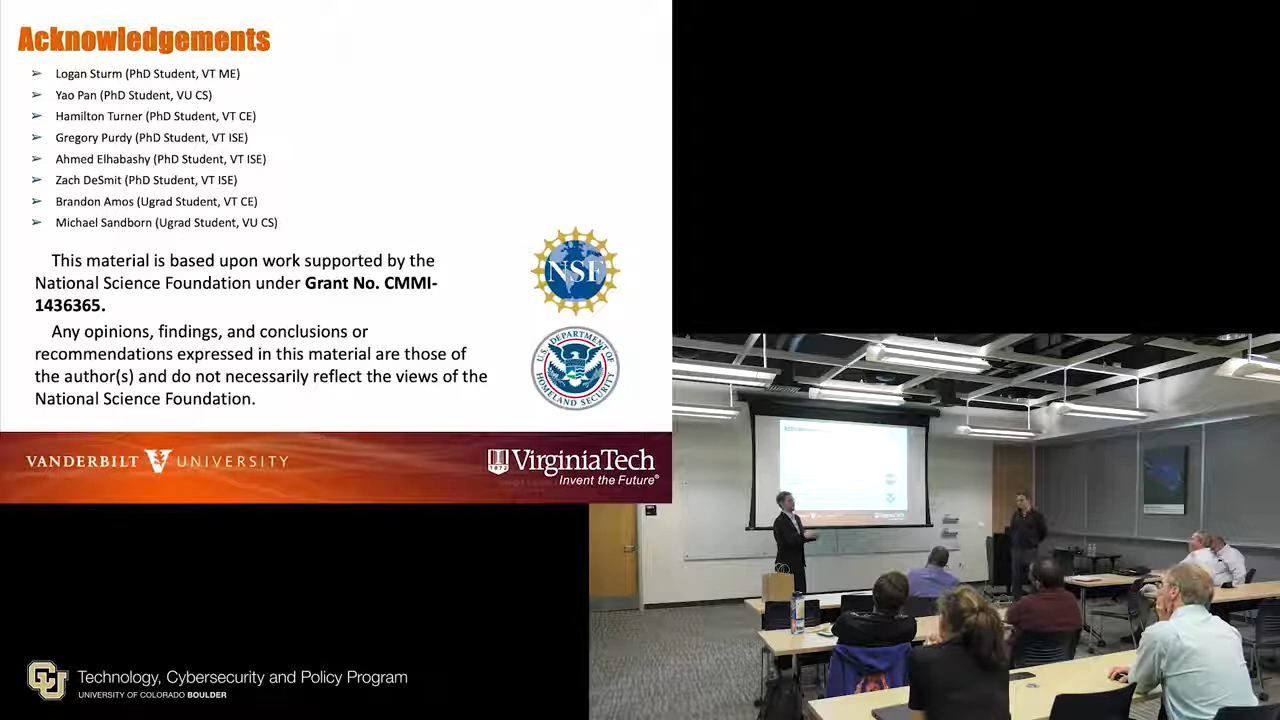 Acknowledgements
➢ Logan Sturm (PhD Student, VT ME)
➢ Yao Pan (PhD Student, VU CS)
➢ Hamilton Turner (PhD Student, VT CE)
➢ Gregory Purdy (PhD Student, VT ISE)
➢ Ahmed Elhabashy (PhD Student, VT ISE)
➢ Zach DeSmit (PhD Student, VT ISE)
➢ Brandon Amos (Ugrad Student, VT CE)
➢ Michael Sandborn (Ugrad Student, VU CS)
This material is based upon work supported by the
National Science Foundation under Grant No. CMMI-
1436365.
Any opinions, findings, and conclusions or
recommendations expressed in this material are those of
the author(s) and do not necessarily reflect the views of the
National Science Foundation.
NSF
U.S. DEPARTMENT OF
HOMELAND SECURITY
VANDERBILT V UNIVERSITY
1872
VirginiaTech
Invent the Future®
CU
Technology, Cybersecurity and Policy Program
UNIVERSITY OF COLORADO BOULDER